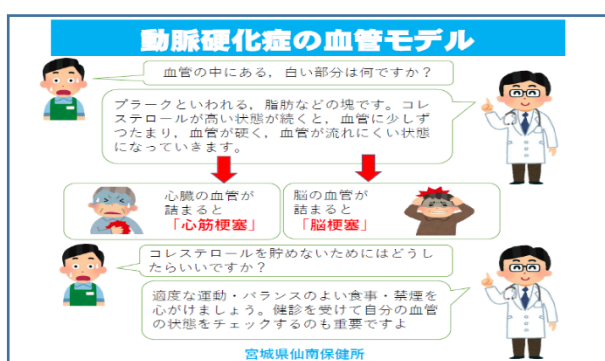 動脈硬化症の血管モデル
血管の中にある，白い部分は何ですか？
プラークといわれる，脂肪などの塊です。コレ
ステロールが高い状態が続くと，血管に少しず
つたまり，血管が硬く，血管が流れにくい状態
になっていきます。
心臓の血管が
詰まると
「心筋梗塞」
脳の血管が
詰まると
「脳梗塞」
コレステロールを貯めないためにはどうし
たらいいですか？
適度な運動・バランスのよい食事・禁煙を
心がけましょう。健診を受けて自分の血管
の状態をチェックするのも重要ですよ
宮城県仙南保健所